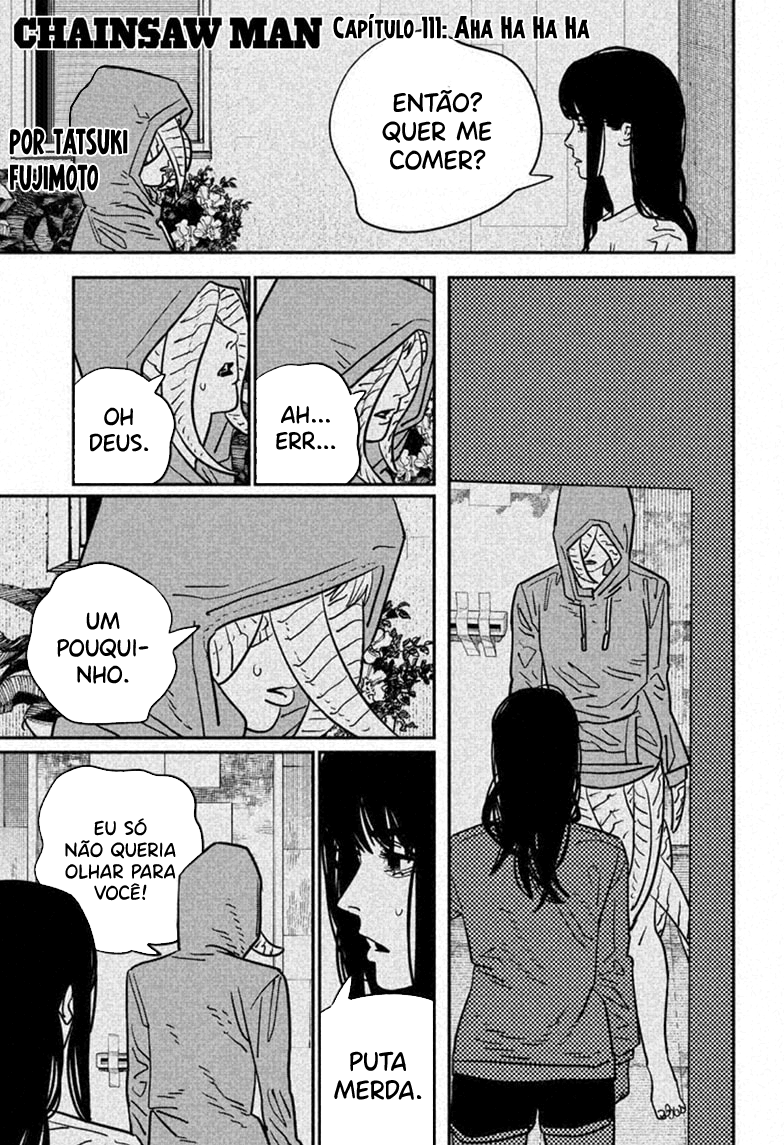 CHAINSAW MAN
CAPÍTULO 111: AHA HA HA HA
POR TATSUKI
FUJIMOTO
ENTÃO?
QUER ME
COMER?
AH...
ERR...
OH
DEUS.
UM
POUQUI-
NHO.
PUTA
MERDA.
EU SÓ
NÃO QUERIA
OLHAR PARA
VOCÊ!